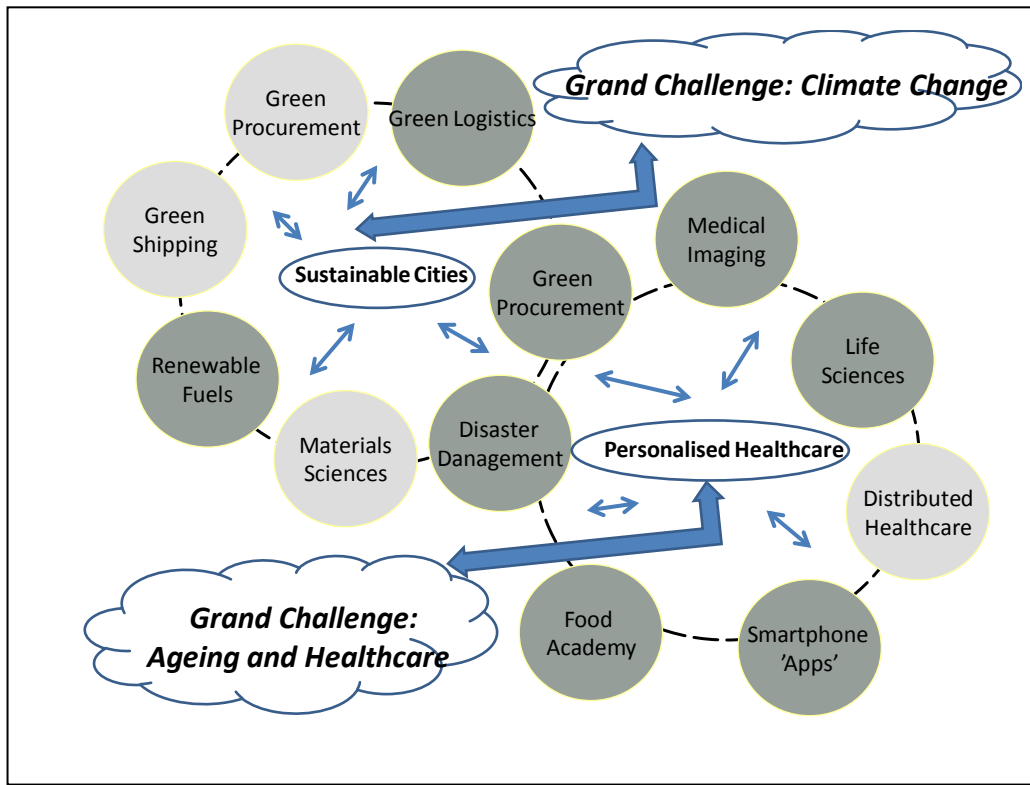 Grand Challenge: Climate Change
Green
Procurement
Green Logistics
Green
Shipping
Medical
Imaging
Sustainable Cities
Green
Procurement
Life
Sciences
Renewable
Fuels
Materials
Sciences
Disaster
Danagement
Personalised Healthcare
Distributed
Healthcare
Grand Challenge:
Ageing and Healthcare
Food
Academy
Smartphone
’Apps’